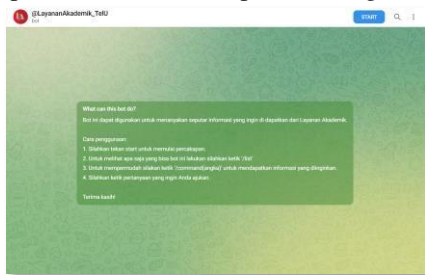 @LayananAkademik_TelU
bot
START
What can this bot do?
Bot ini dapat digunakan untuk menanyakan seputar informasi yang ingin di dapatkan dari Layanan Akademik.
Cara penggunaan:
1. Silahkan tekan start untuk memulai percakapan.
2. Untuk melihat apa saja yang bisa bot ini lakukan silahkan ketik '/list'
3. Untuk mempermudah silakan ketik '/command(angka)' untuk mendapatkan informasi yang diinginkan.
4. Silahkan ketik pertanyaan yang ingin Anda ajukan.
Terima kasih!